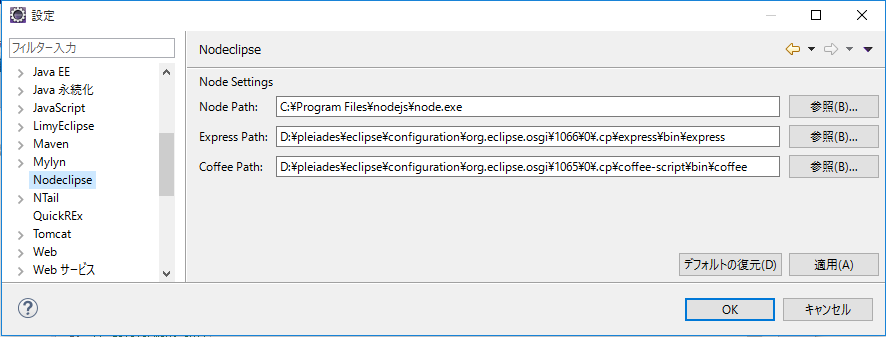 設定
フィルター入力
Java EE
Java 永続化
JavaScript
LimyEclipse
Maven
Mylyn
Nodeclipse
NTail
QuickREx
Tomcat
Web
Web サービス
Nodeclipse
Node Settings
Node Path: C:¥Program Files¥nodejs¥node.exe 参照(B)...
Express Path: D:¥pleiades¥eclipse¥configuration¥org.eclipse.osgi¥1066¥0¥.cp¥express¥bin¥express 参照(B)...
Coffee Path: D:¥pleiades¥eclipse¥configuration¥org.eclipse.osgi¥1065¥0¥.cp¥coffee-script¥bin¥coffee 参照(B)...
デフォルトの復元(D) 適用(A)
? OK キャンセル